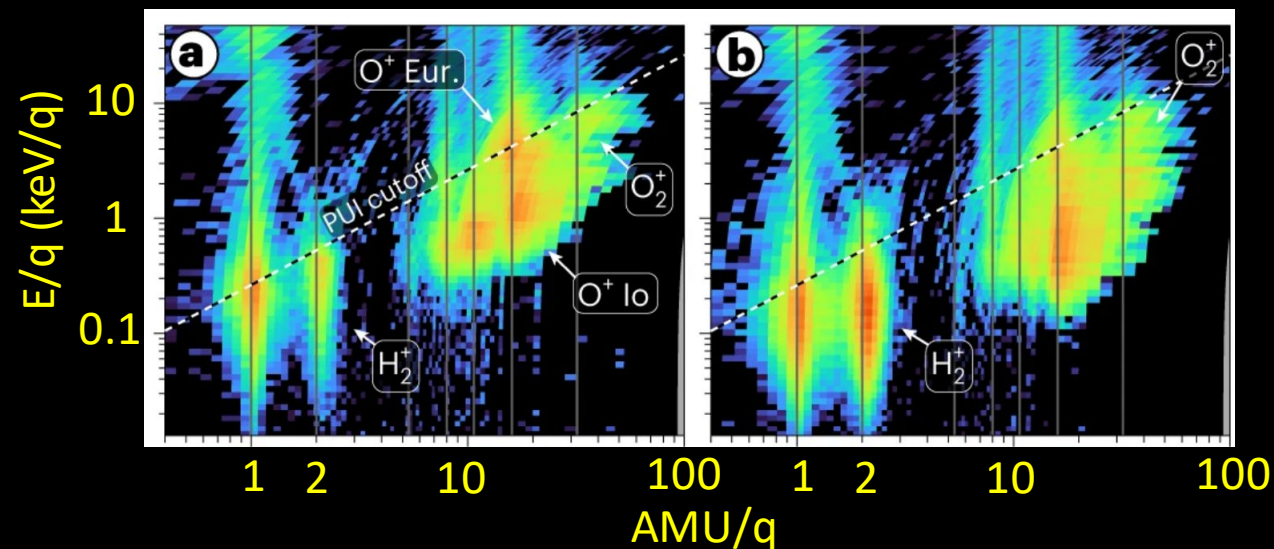 a
b
O⁺ Eur.
O₂⁺
PUI cutoff
O₂⁺
O⁺ Io
H₂⁺
H₂⁺
E/q (keV/q)
10
1
0.1
1 2 10 100 1 2 10 100
AMU/q